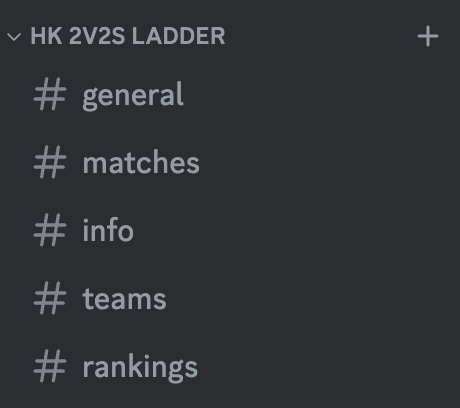 HK 2V2S LADDER
# general
# matches
# info
# teams
# rankings